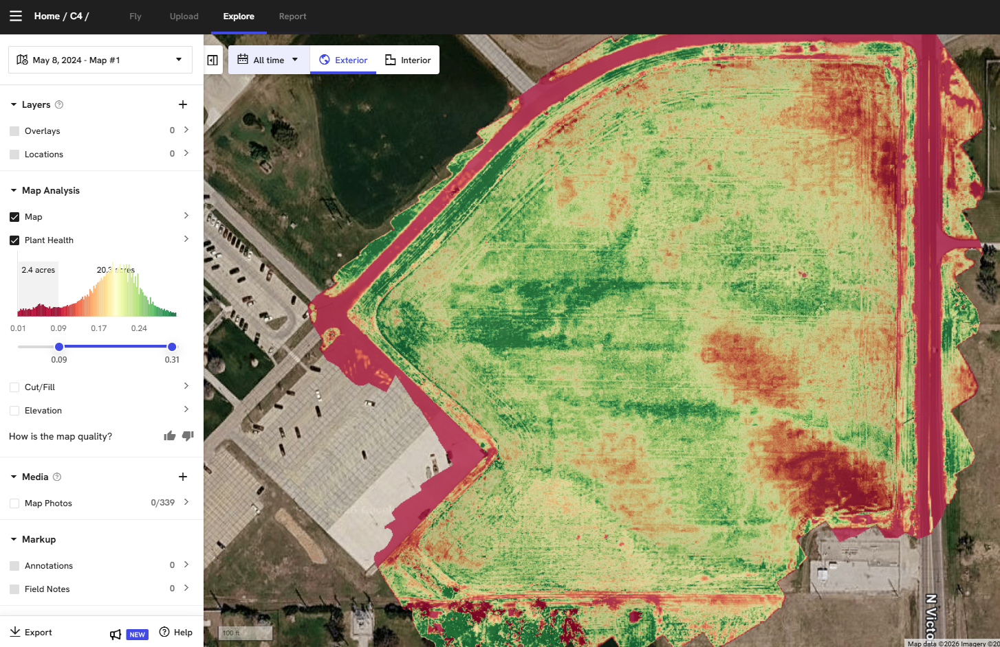 Home / C4 /
Fly
Upload
Explore
Report
May 8, 2024 - Map #1
All time
Exterior
Interior
Layers
Overlays 0
Locations 0
Map Analysis
Map
Plant Health
2.4 acres
0.01 0.09 0.17 0.24
0.09 0.31
Cut/Fill
Elevation
How is the map quality?
Media
Map Photos 0/339
Markup
Annotations 0
Field Notes 0
Export
NEW
Help
100 ft
N Victo
Map data ©2026 Imagery ©20